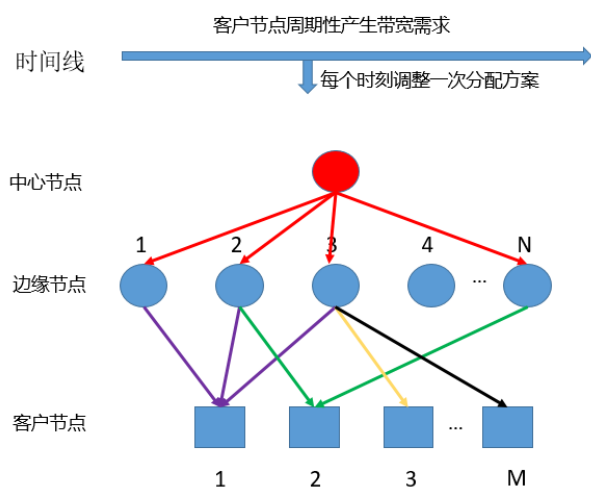 客户节点周期性产生带宽需求
时间线
每个时刻调整一次分配方案
中心节点
1 2 3 4 N
边缘节点
...
客户节点
...
1 2 3 M